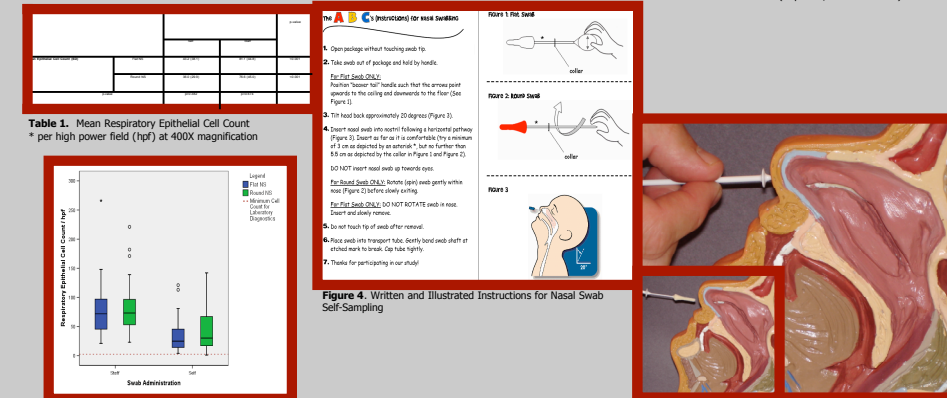 p-value
Table 1. Mean Respiratory Epithelial Cell Count
* per high power field (hpf) at 400X magnification
Respiratory Epithelial Cell Count / hpf
300
250
200
150
100
50
0
Staff
Self
Swab Administration
Legend
Flat NS
Round NS
Minimum Cell
Count for
Laboratory
Diagnostics
The A B C's (Instructions) for Nasal Swabbing
1. Open package without touching swab tip.
2. Take swab out of package and hold by handle.
For Flat Swab ONLY:
Position "beaver tail" handle such that the arrows point
upwards to the ceiling and downwards to the floor (See
Figure 1).
3. Tilt head back approximately 20 degrees (Figure 3).
4. Insert nasal swab into nostril following a horizontal pathway
(Figure 3). Insert as far as it is comfortable (try a minimum
of 3 cm as depicted by an asterisk *, but no further than
5.5 cm as depicted by the collar in Figure 1 and Figure 2).
DO NOT insert nasal swab up towards eyes.
For Round Swab ONLY: Rotate (spin) swab gently within
nose (Figure 2) before slowly exiting.
For Flat Swab ONLY: DO NOT ROTATE swab in nose.
Insert and slowly remove.
5. Do not touch tip of swab after removal.
6. Place swab into transport tube. Gently bend swab shaft at
etched mark to break. Cap tube tightly.
7. Thanks for participating in our study!
Figure 1: Flat Swab
*
collar
Figure 2: Round Swab
*
collar
Figure 3
20°
Figure 4. Written and Illustrated Instructions for Nasal Swab
Self-Sampling